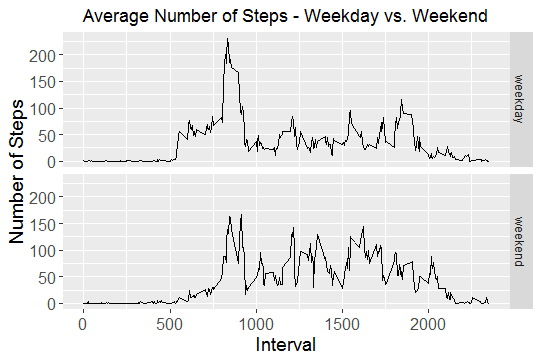 Average Number of Steps - Weekday vs. Weekend
Number of Steps
200
150
100
50
0
weekday
200
150
100
50
0
weekend
0 500 1000 1500 2000
Interval